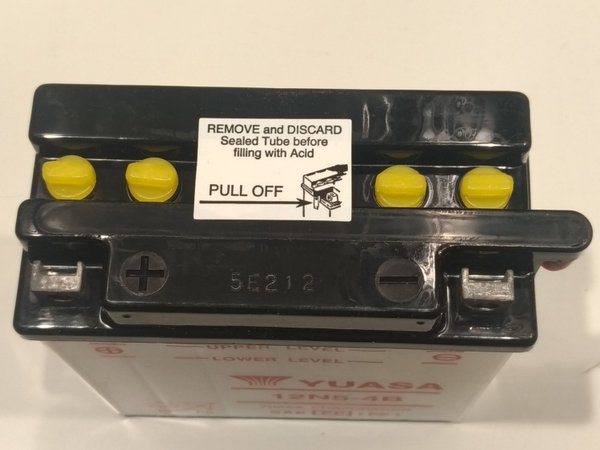 REMOVE and DISCARD
Sealed Tube before
filling with Acid
PULL OFF
+ 5E212 −
UPPER LEVEL
LOWER LEVEL
YUASA
12N5-4B